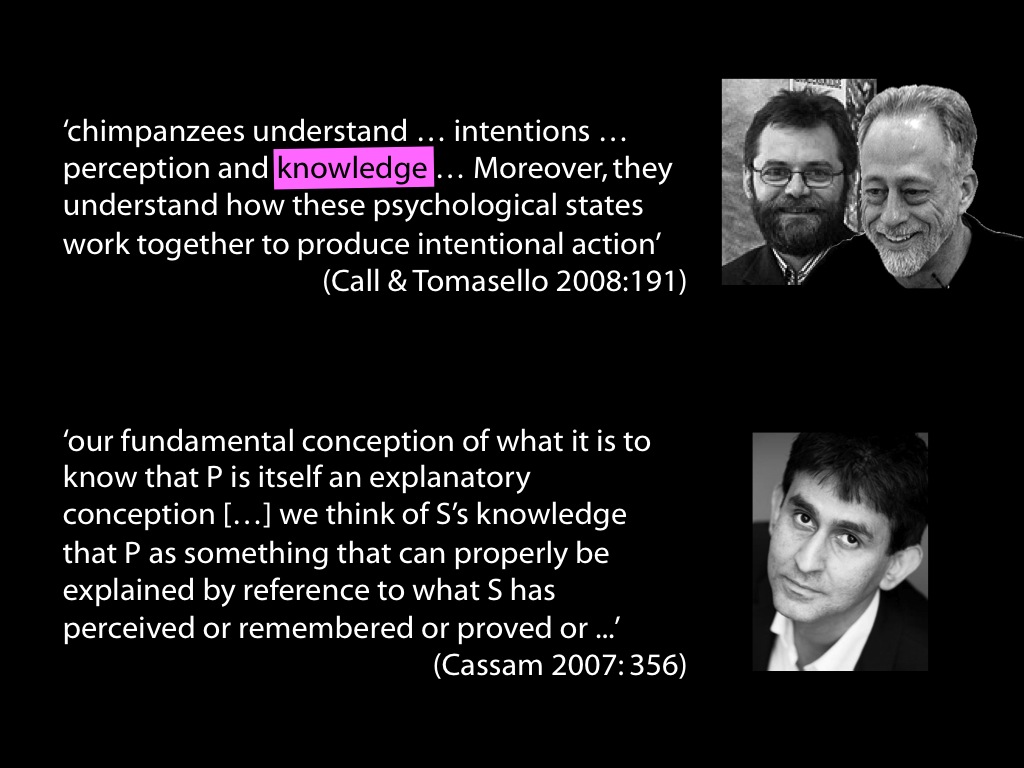 ‘chimpanzees understand … intentions …
perception and knowledge … Moreover, they
understand how these psychological states
work together to produce intentional action’
(Call & Tomasello 2008:191)
‘our fundamental conception of what it is to
know that P is itself an explanatory
conception […] we think of S’s knowledge
that P as something that can properly be
explained by reference to what S has
perceived or remembered or proved or ...’
(Cassam 2007: 356)